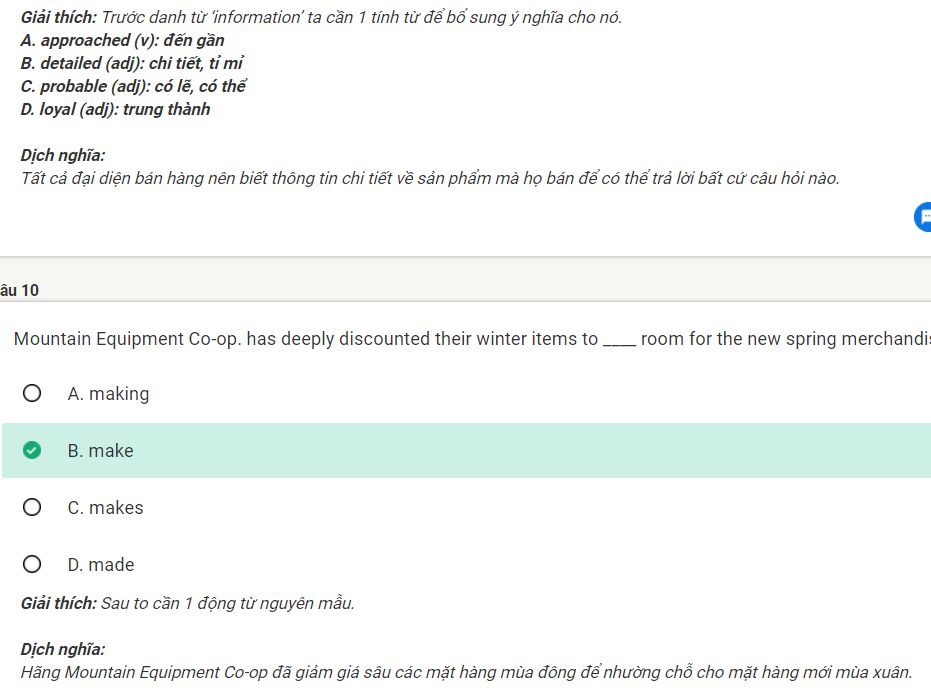 Giải thích: Trước danh từ ‘information’ ta cần 1 tính từ để bổ sung ý nghĩa cho nó.
A. approached (v): đến gần
B. detailed (adj): chi tiết, tỉ mỉ
C. probable (adj): có lẽ, có thể
D. loyal (adj): trung thành
Dịch nghĩa:
Tất cả đại diện bán hàng nên biết thông tin chi tiết về sản phẩm mà họ bán để có thể trả lời bất cứ câu hỏi nào.
âu 10
Mountain Equipment Co-op. has deeply discounted their winter items to ____ room for the new spring merchandis
A. making
B. make
C. makes
D. made
Giải thích: Sau to cần 1 động từ nguyên mẫu.
Dịch nghĩa:
Hãng Mountain Equipment Co-op đã giảm giá sâu các mặt hàng mùa đông để nhường chỗ cho mặt hàng mới mùa xuân.